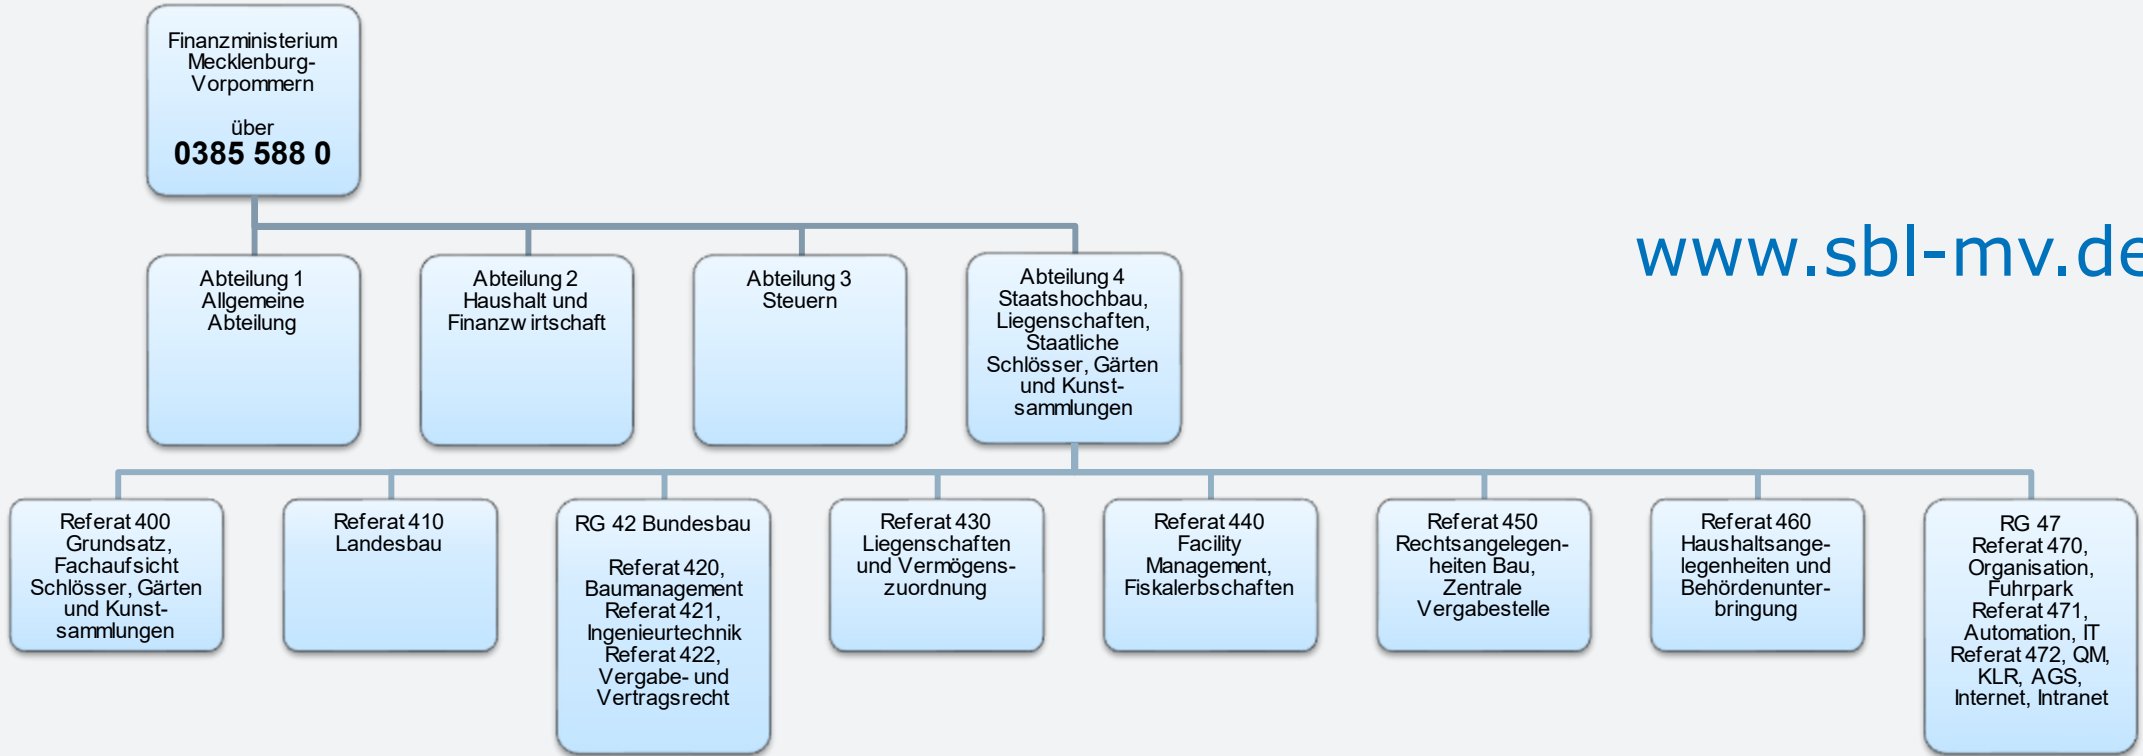 Finanzministerium
Mecklenburg-
Vorpommern
über
0385 588 0
www.sbl-mv.de
Abteilung 1
Allgemeine
Abteilung
Abteilung 2
Haushalt und
Finanzwirtschaft
Abteilung 3
Steuern
Abteilung 4
Staatshochbau,
Liegenschaften,
Staatliche
Schlösser, Gärten
und Kunst-
sammlungen
Referat 400
Grundsatz,
Fachaufsicht
Schlösser, Gärten
und Kunst-
sammlungen
Referat 410
Landesbau
RG 42 Bundesbau
Referat 420,
Baumanagement
Referat 421,
Ingenieurtechnik
Referat 422,
Vergabe- und
Vertragsrecht
Referat 430
Liegenschaften
und Vermögens-
zuordnung
Referat 440
Facility
Management,
Fiskalerbschaften
Referat 450
Rechtsangelegen-
heiten Bau,
Zentrale
Vergabestelle
Referat 460
Haushaltsange-
legenheiten und
Behördenunter-
bringung
RG 47
Referat 470,
Organisation,
Fuhrpark
Referat 471,
Automation, IT
Referat 472, QM,
KLR, AGS,
Internet, Intranet